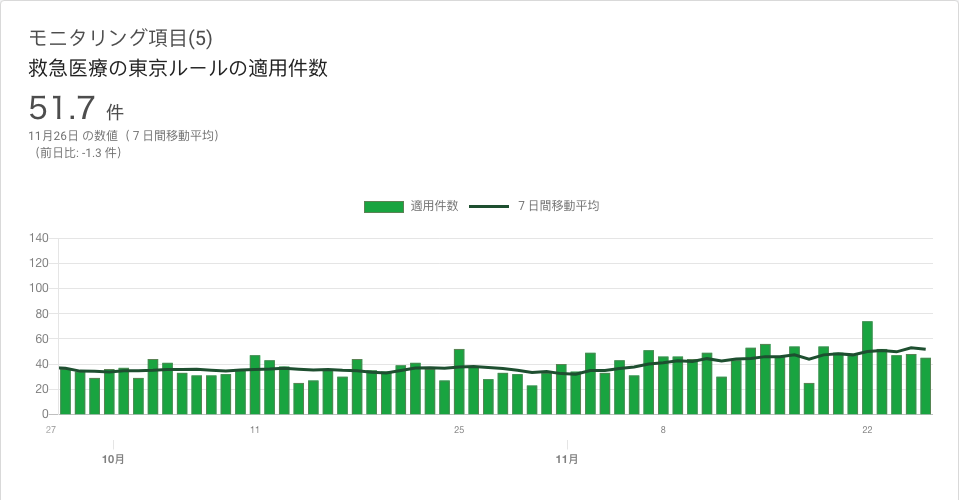 モニタリング項目(5)
救急医療の東京ルールの適用件数
51.7 件
11月26日 の数値（７日間移動平均）
（前日比: -1.3 件）
適用件数 ７日間移動平均
140
120
100
80
60
40
20
0
27 11 25 8 22
10月 11月